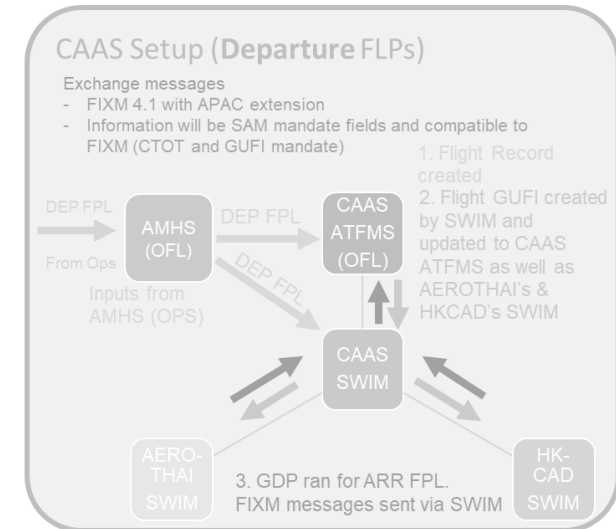 CAAS Setup (Departure FLPs)
Exchange messages
- FIXM 4.1 with APAC extension
- Information will be SAM mandate fields and compatible to
FIXM (CTOT and GUFI mandate)
1. Flight Record
created
2. Flight GUFI created
by SWIM and
updated to CAAS
ATFMS as well as
AEROTHAI's &
HKCAD's SWIM
DEP FPL
From Ops
AMHS
(OFL)
Inputs from
AMHS (OPS)
DEP FPL
DEP FPL
CAAS
ATFMS
(OFL)
CAAS
SWIM
AERO-
THAI
SWIM
3. GDP ran for ARR FPL.
FIXM messages sent via SWIM
HK-
CAD
SWIM